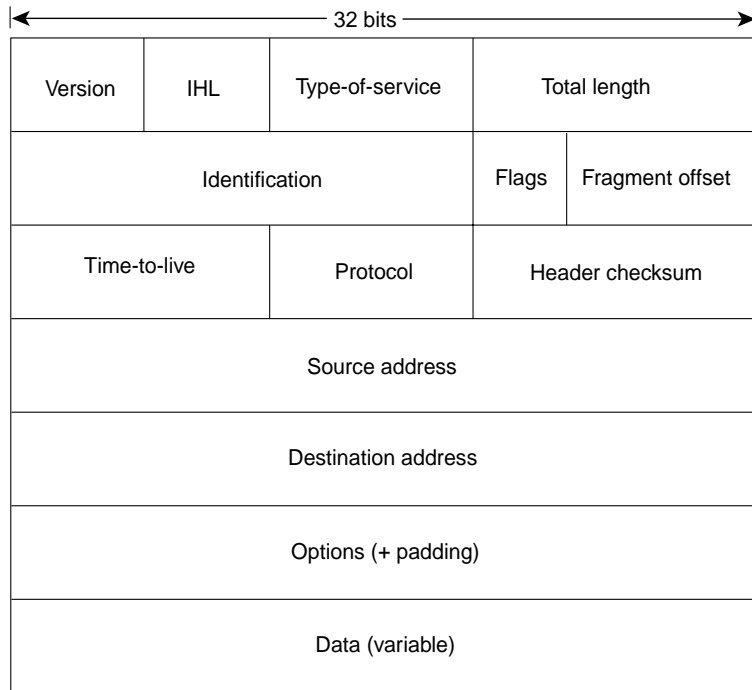 32 bits
Version IHL Type-of-service Total length
Identification Flags Fragment offset
Time-to-live Protocol Header checksum
Source address
Destination address
Options (+ padding)
Data (variable)